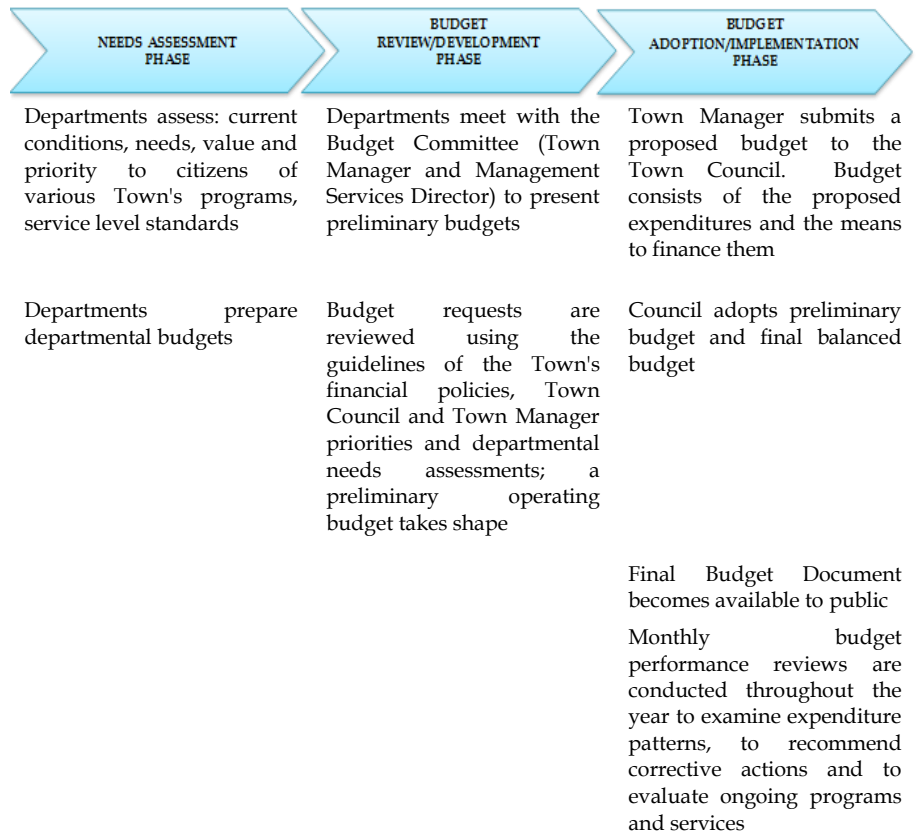 NEEDS ASSESSMENT
PHASE
BUDGET
REVIEW/DEVELOPMENT
PHASE
BUDGET
ADOPTION/IMPLEMENTATION
PHASE
Departments assess: current
conditions, needs, value and
priority to citizens of
various Town's programs,
service level standards
Departments prepare
departmental budgets
Departments meet with the
Budget Committee (Town
Manager and Management
Services Director) to present
preliminary budgets
Budget requests are
reviewed using the
guidelines of the Town's
financial policies, Town
Council and Town Manager
priorities and departmental
needs assessments; a
preliminary operating
budget takes shape
Town Manager submits a
proposed budget to the
Town Council. Budget
consists of the proposed
expenditures and the means
to finance them
Council adopts preliminary
budget and final balanced
budget
Final Budget Document
becomes available to public
Monthly budget
performance reviews are
conducted throughout the
year to examine expenditure
patterns, to recommend
corrective actions and to
evaluate ongoing programs
and services